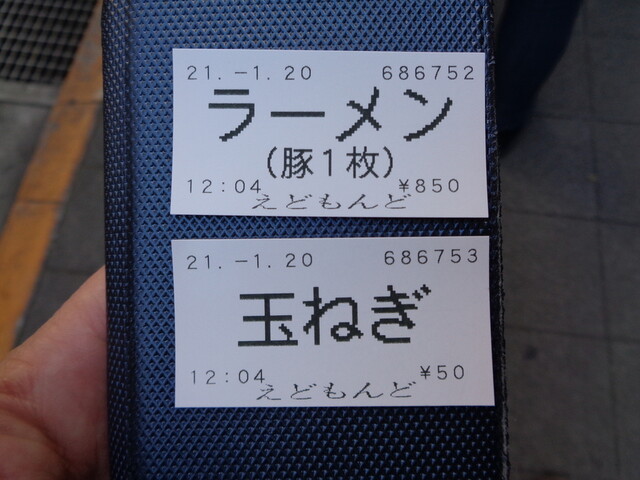 21.-1.20 686752
ラーメン
(豚1枚)
12:04 ¥850
えどもんど
21.-1.20 686753
玉ねぎ
12:04 ¥50
えどもんど